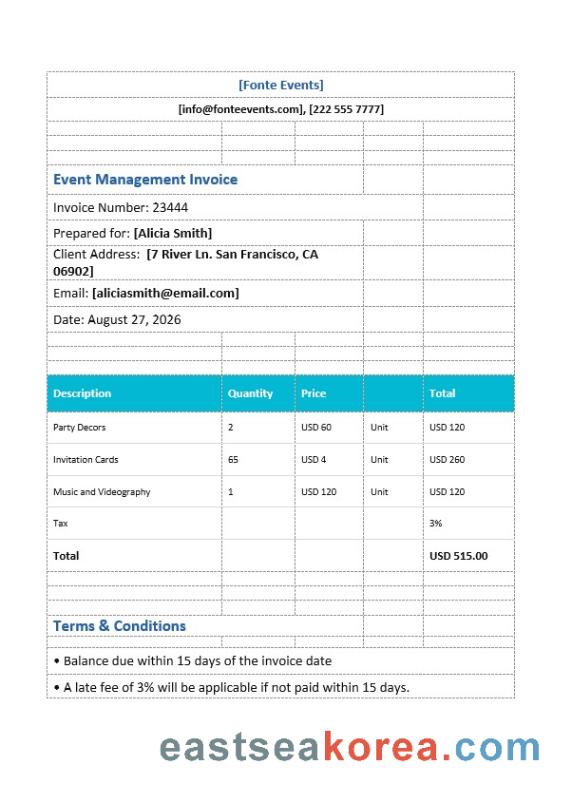 [Fonte Events]
[info@fonteevents.com], [222 555 7777]
Event Management Invoice
Invoice Number: 23444
Prepared for: [Alicia Smith]
Client Address:  [7 River Ln. San Francisco, CA
06902]
Email: [aliciasmith@email.com]
Date: August 27, 2026
Description Quantity Price Total
Party Decors 2 USD 60 Unit USD 120
Invitation Cards 65 USD 4 Unit USD 260
Music and Videography 1 USD 120 Unit USD 120
Tax 3%
Total USD 515.00
Terms & Conditions
• Balance due within 15 days of the invoice date
• A late fee of 3% will be applicable if not paid within 15 days.
eastseakorea.com